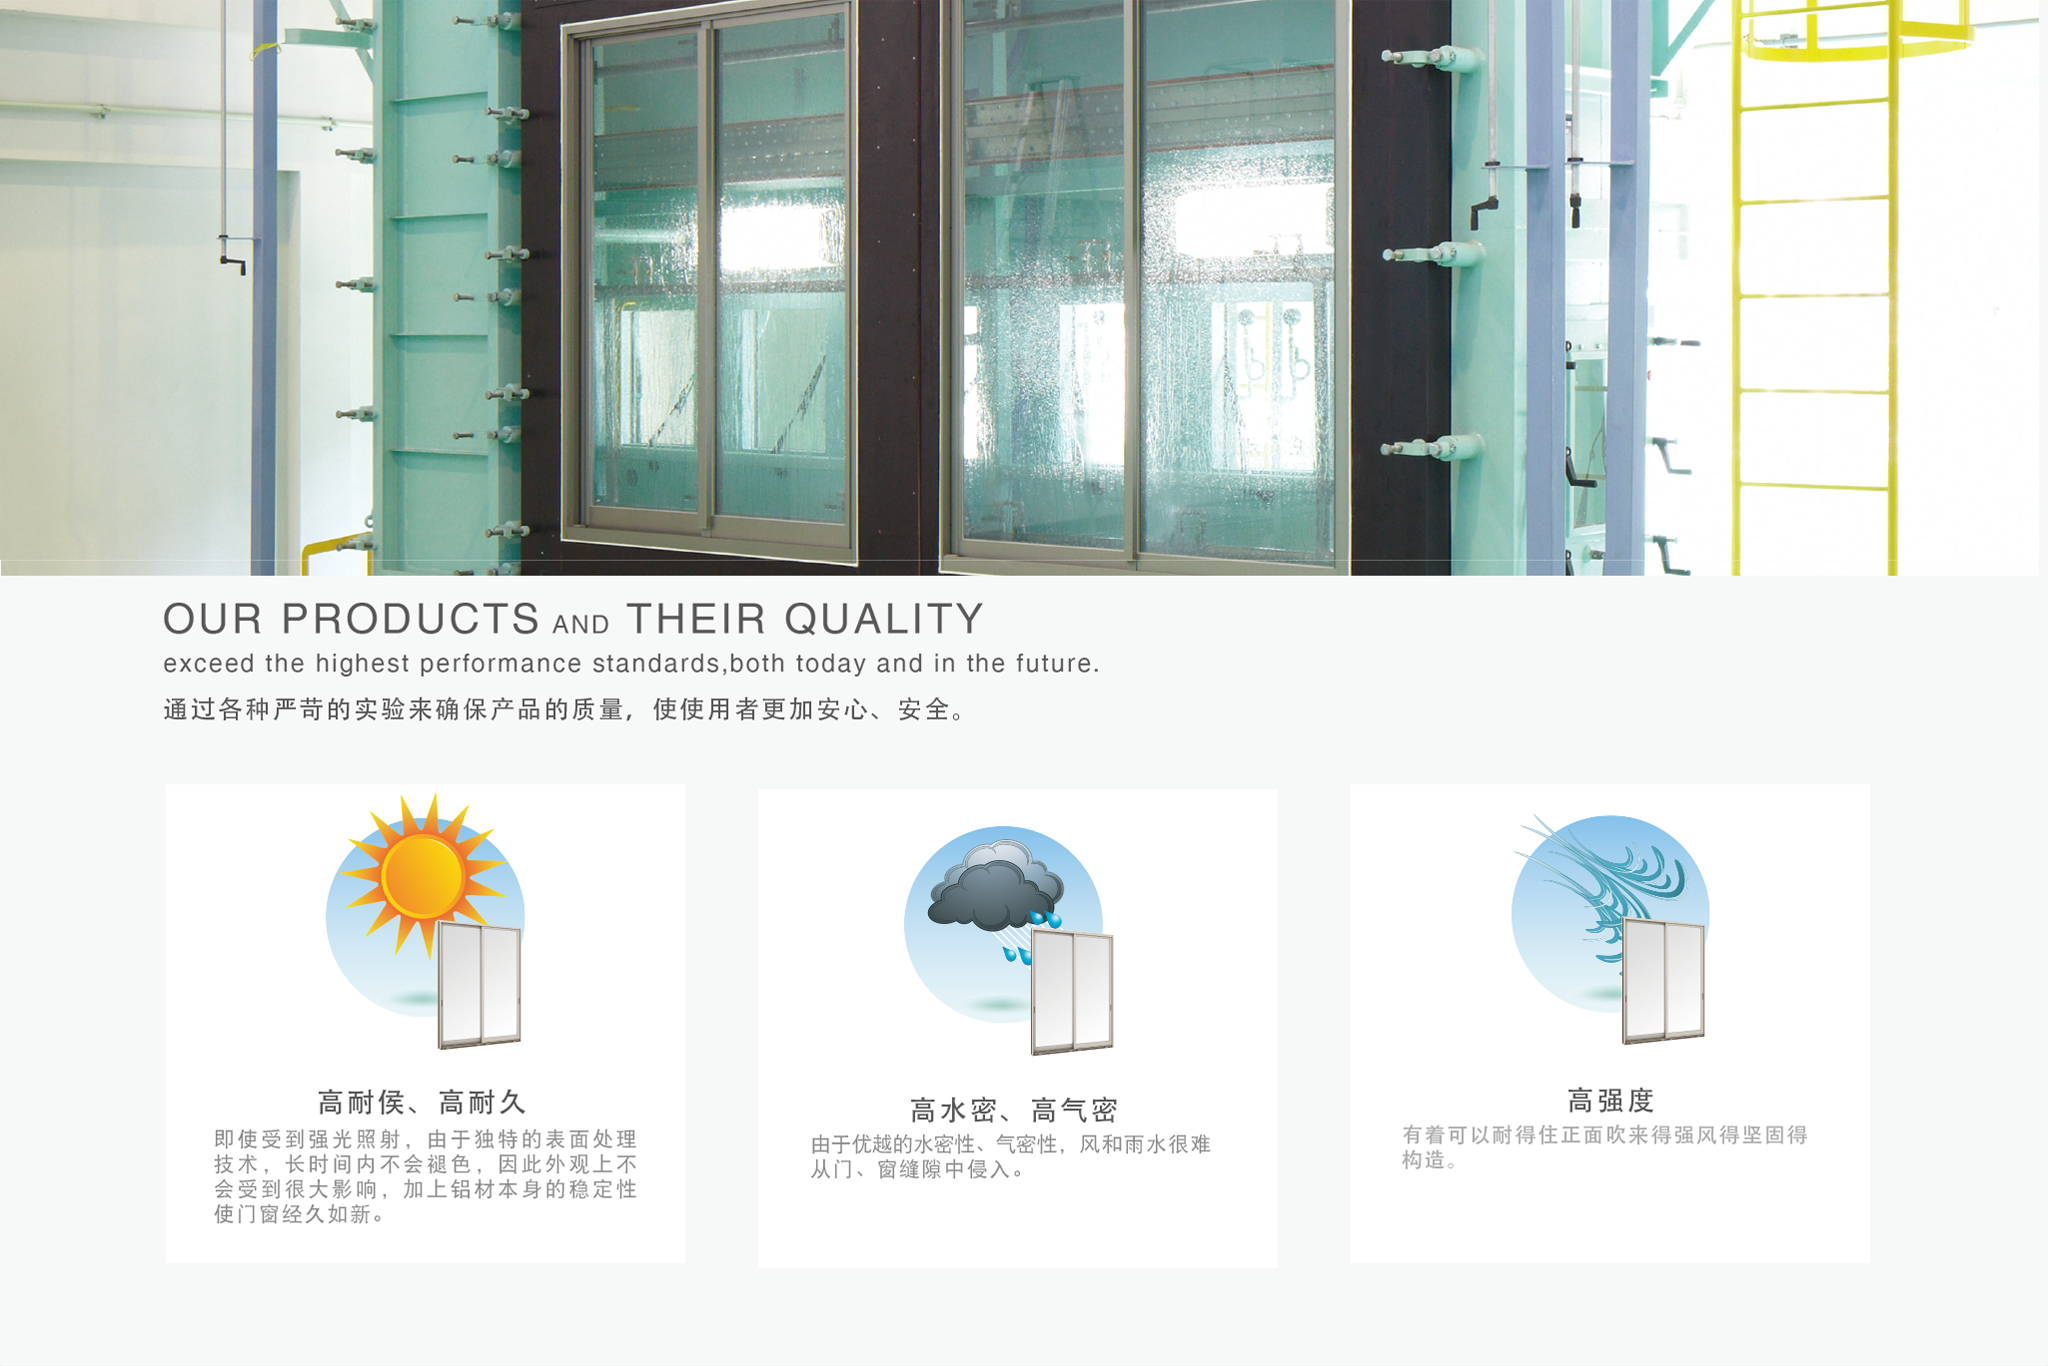 OUR PRODUCTS AND THEIR QUALITY
exceed the highest performance standards,both today and in the future.
通过各种严苛的实验来确保产品的质量，使使用者更加安心、安全。
高耐侯、高耐久
即使受到强光照射，由于独特的表面处理
技术，长时间内不会褪色，因此外观上不
会受到很大影响，加上铝材本身的稳定性
使门窗经久如新。
高水密、高气密
由于优越的水密性、气密性，风和雨水很难
从门、窗缝隙中侵入。
高强度
有着可以耐得住正面吹来得强风得坚固得
构造。